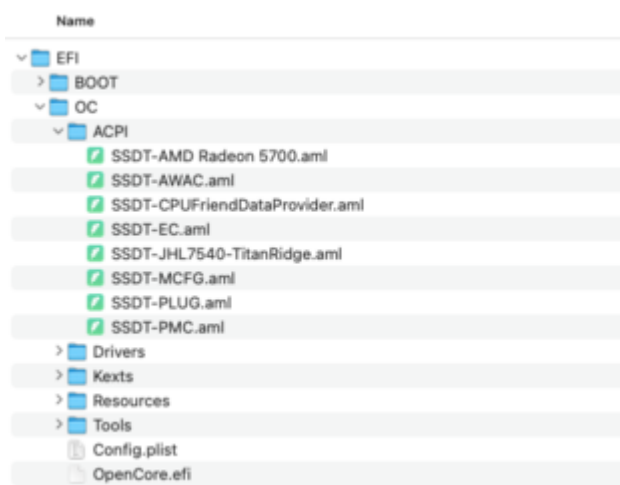 Name
EFI
BOOT
OC
ACPI
SSDT-AMD Radeon 5700.aml
SSDT-AWAC.aml
SSDT-CPUFriendDataProvider.aml
SSDT-EC.aml
SSDT-JHL7540-TitanRidge.aml
SSDT-MCFG.aml
SSDT-PLUG.aml
SSDT-PMC.aml
Drivers
Kexts
Resources
Tools
Config.plist
OpenCore.efi